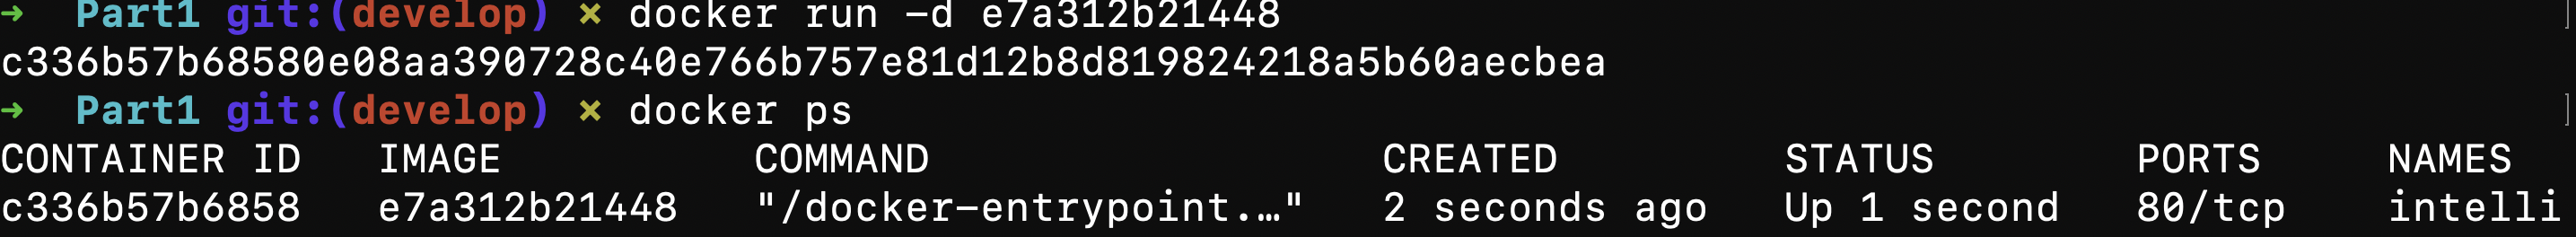 ➜ Part1 git:(develop) ✗ docker run -d e7a312b21448
c336b57b68580e08aa390728c40e766b757e81d12b8d819824218a5b60aecbea
➜ Part1 git:(develop) ✗ docker ps
CONTAINER ID IMAGE COMMAND CREATED STATUS PORTS NAMES
c336b57b6858 e7a312b21448 "/docker-entrypoint.…" 2 seconds ago Up 1 second 80/tcp intelli